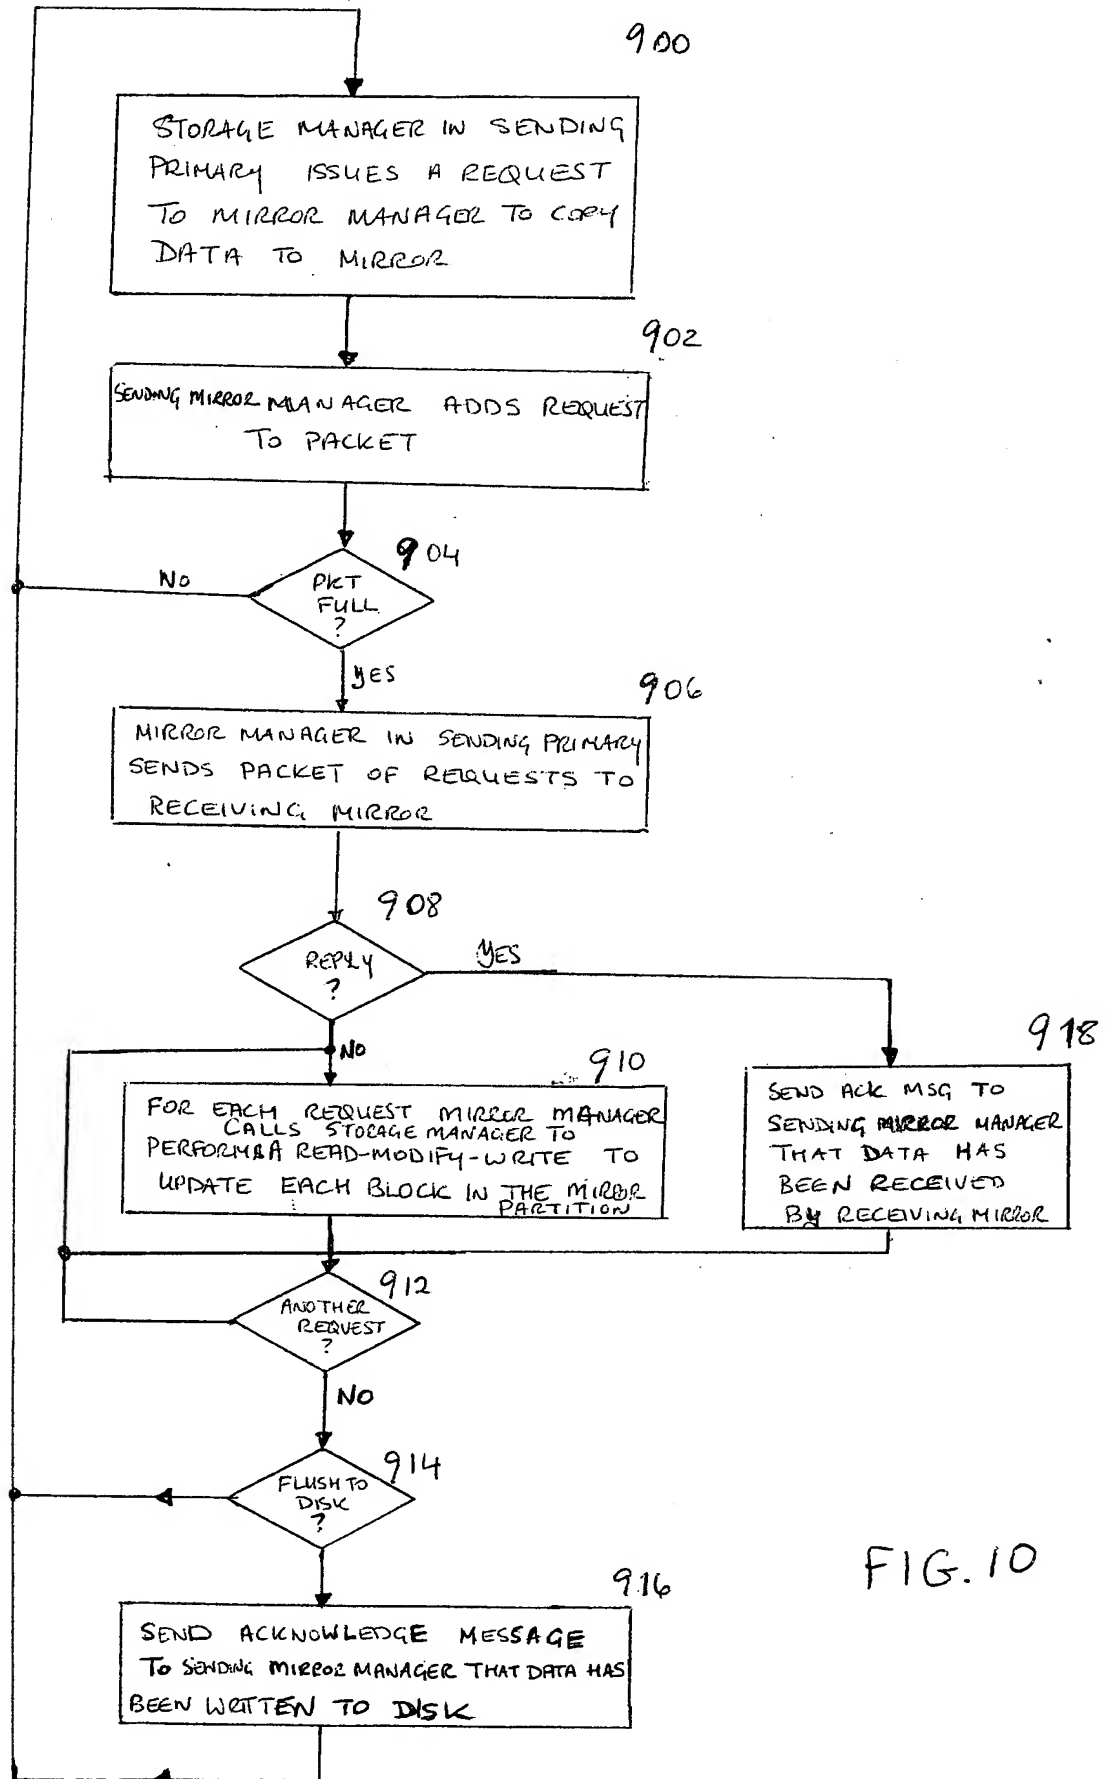 900
STORAGE MANAGER IN SENDING
PRIMARY ISSUES A REQUEST
TO MIRROR MANAGER TO COPY
DATA TO MIRROR
902
SENDING MIRROR MANAGER ADDS REQUEST
TO PACKET
904
NO
PKT
FULL
?
YES
906
MIRROR MANAGER IN SENDING PRIMARY
SENDS PACKET OF REQUESTS TO
RECEIVING MIRROR
908
REPLY
?
YES
NO
910
FOR EACH REQUEST MIRROR MANAGER
CALLS STORAGE MANAGER TO
PERFORM A READ-MODIFY-WRITE TO
UPDATE EACH BLOCK IN THE MIRROR
PARTITION
918
SEND ACK MSG TO
SENDING MIRROR MANAGER
THAT DATA HAS
BEEN RECEIVED
BY RECEIVING MIRROR
912
ANOTHER
REQUEST
?
NO
914
FLUSH TO
DISK
?
916
SEND ACKNOWLEDGE MESSAGE
TO SENDING MIRROR MANAGER THAT DATA HAS
BEEN WRITTEN TO DISK
FIG. 10